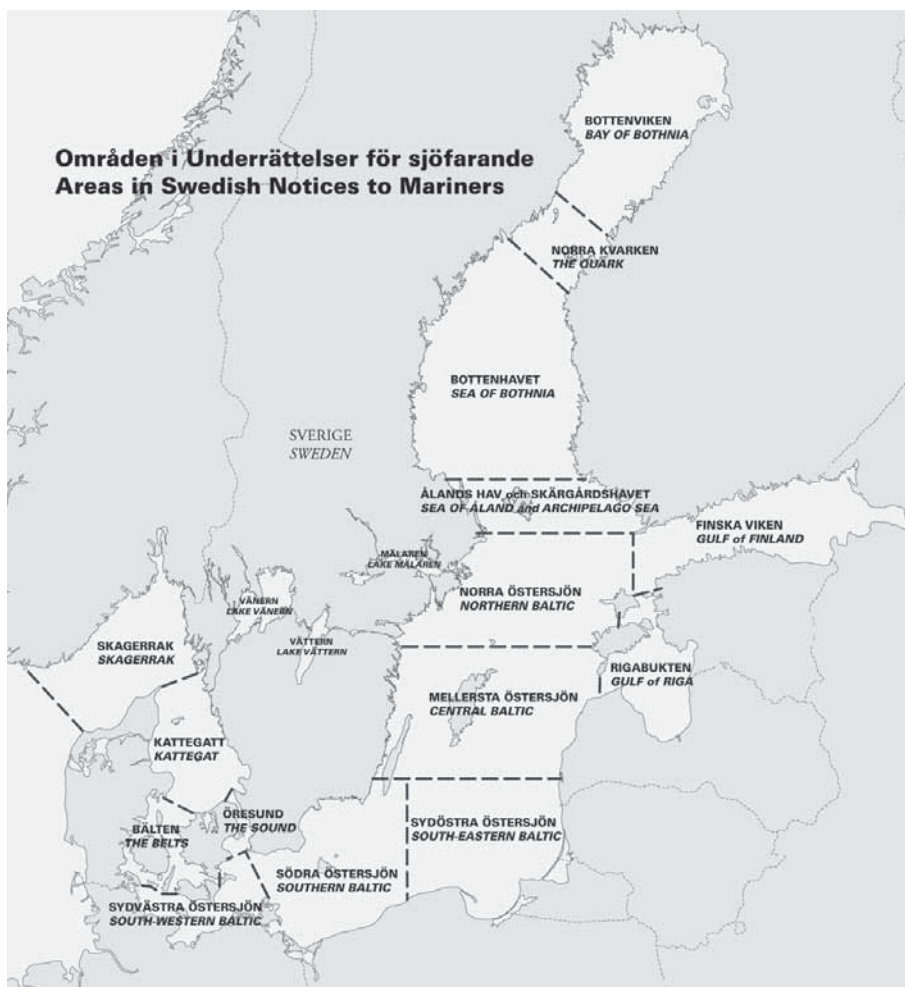 Områden i Underrättelser för sjöfarande
Areas in Swedish Notices to Mariners
BOTTENVIKEN
BAY OF BOTHNIA
NORRA KVARKEN
THE QUARK
BOTTENHAVET
SEA OF BOTHNIA
SVERIGE
SWEDEN
ÅLANDS HAV och SKÄRGÅRDSHAVET
SEA OF ÅLAND and ARCHIPELAGO SEA
FINSKA VIKEN
GULF of FINLAND
MÄLAREN
LAKE MÄLAREN
NORRA ÖSTERSJÖN
NORTHERN BALTIC
VÄNERN
LAKE VÄNERN
VÄTTERN
LAKE VÄTTERN
SKAGERRAK
SKAGERRAK
RIGABUKTEN
GULF of RIGA
MELLERSTA ÖSTERSJÖN
CENTRAL BALTIC
KATTEGATT
KATTEGAT
ÖRESUND
THE SOUND
BÄLTEN
THE BELTS
SYDÖSTRA ÖSTERSJÖN
SOUTH-EASTERN BALTIC
SÖDRA ÖSTERSJÖN
SOUTHERN BALTIC
SYDVÄSTRA ÖSTERSJÖN
SOUTH-WESTERN BALTIC